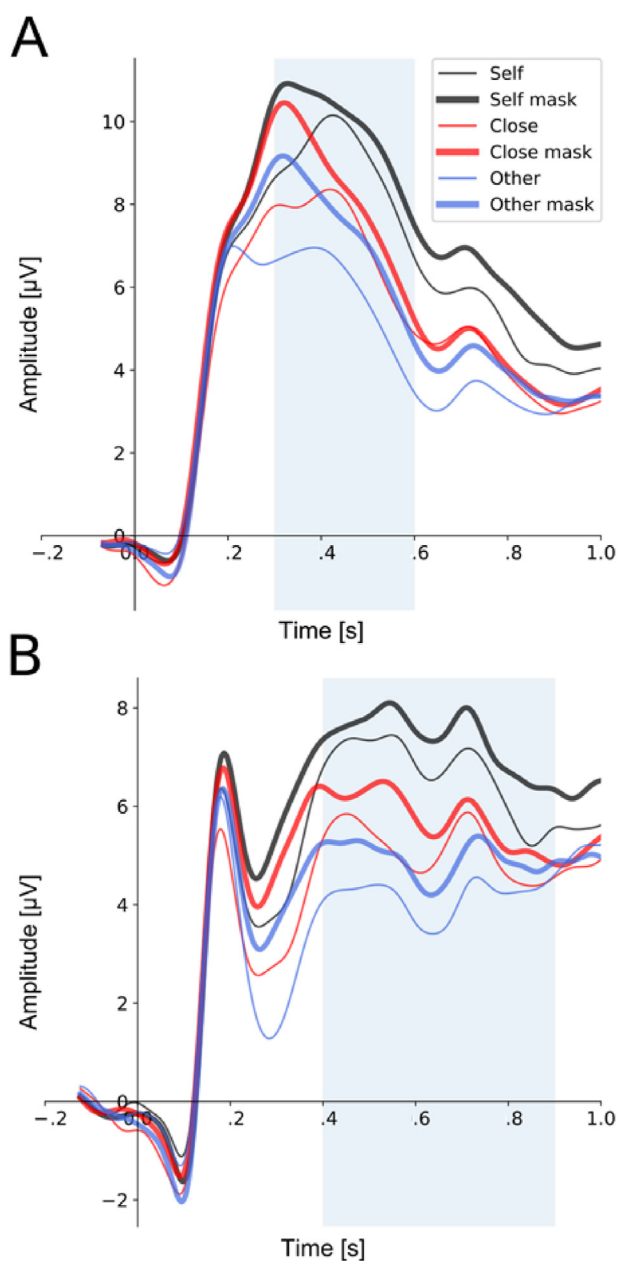 A
Self
Self mask
Close
Close mask
Other
Other mask
10
8
6
4
2
0
Amplitude [µV]
−.2
0.0
.2
.4
.6
.8
1.0
Time [s]
B
8
6
4
2
0
−2
Amplitude [µV]
−.2
0.0
.2
.4
.6
.8
1.0
Time [s]